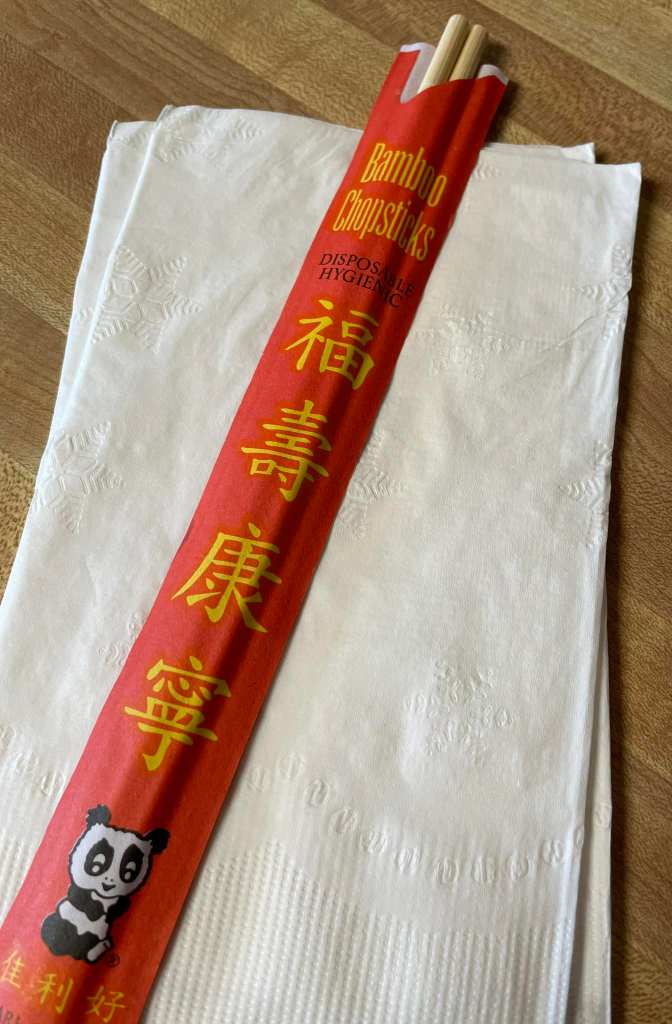 Bamboo
Chopsticks
DISPOSABLE
HYGIENIC
福
壽
康
寧
®
佳利好